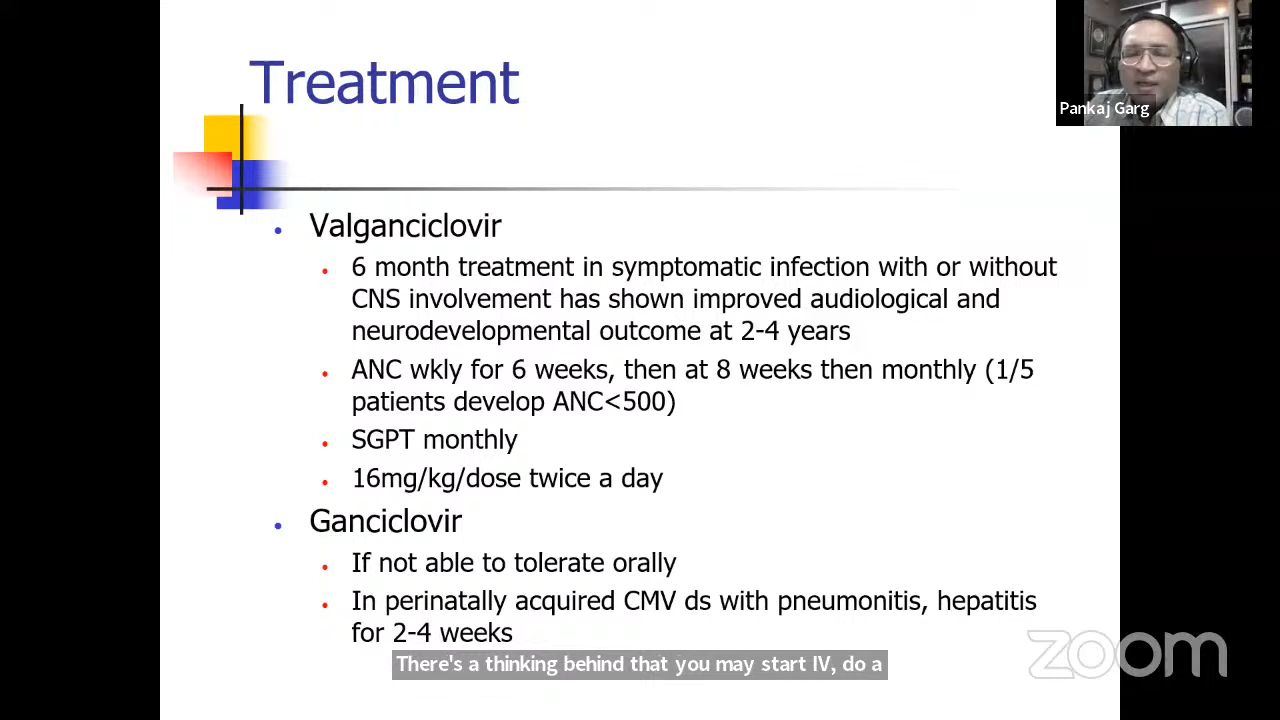 Treatment
Pankaj Garg
• Valganciclovir
• 6 month treatment in symptomatic infection with or without
CNS involvement has shown improved audiological and
neurodevelopmental outcome at 2-4 years
• ANC wkly for 6 weeks, then at 8 weeks then monthly (1/5
patients develop ANC<500)
• SGPT monthly
• 16mg/kg/dose twice a day
• Ganciclovir
• If not able to tolerate orally
• In perinatally acquired CMV ds with pneumonitis, hepatitis
for 2-4 weeks
There's a thinking behind that you may start IV, do a
zoom